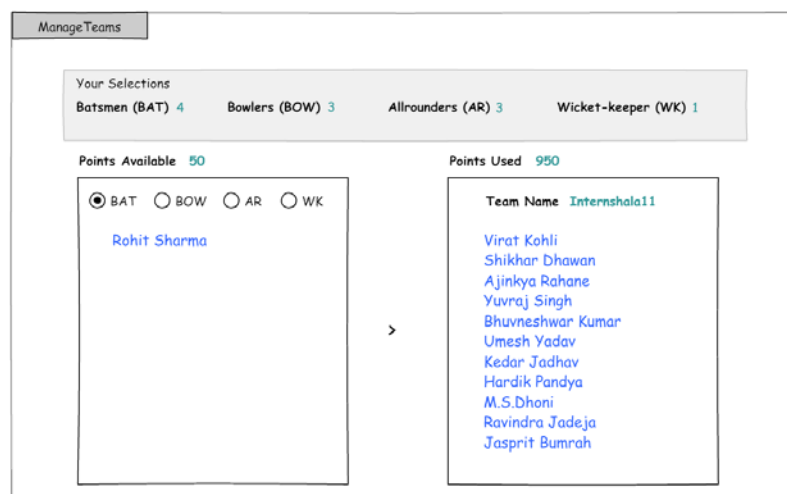 ManageTeams
Your Selections
Batsmen (BAT) 4 Bowlers (BOW) 3 Allrounders (AR) 3 Wicket-keeper (WK) 1
Points Available 50 Points Used 950
BAT BOW AR WK
Rohit Sharma
>
Team Name Internshala11
Virat Kohli
Shikhar Dhawan
Ajinkya Rahane
Yuvraj Singh
Bhuvneshwar Kumar
Umesh Yadav
Kedar Jadhav
Hardik Pandya
M.S.Dhoni
Ravindra Jadeja
Jasprit Bumrah